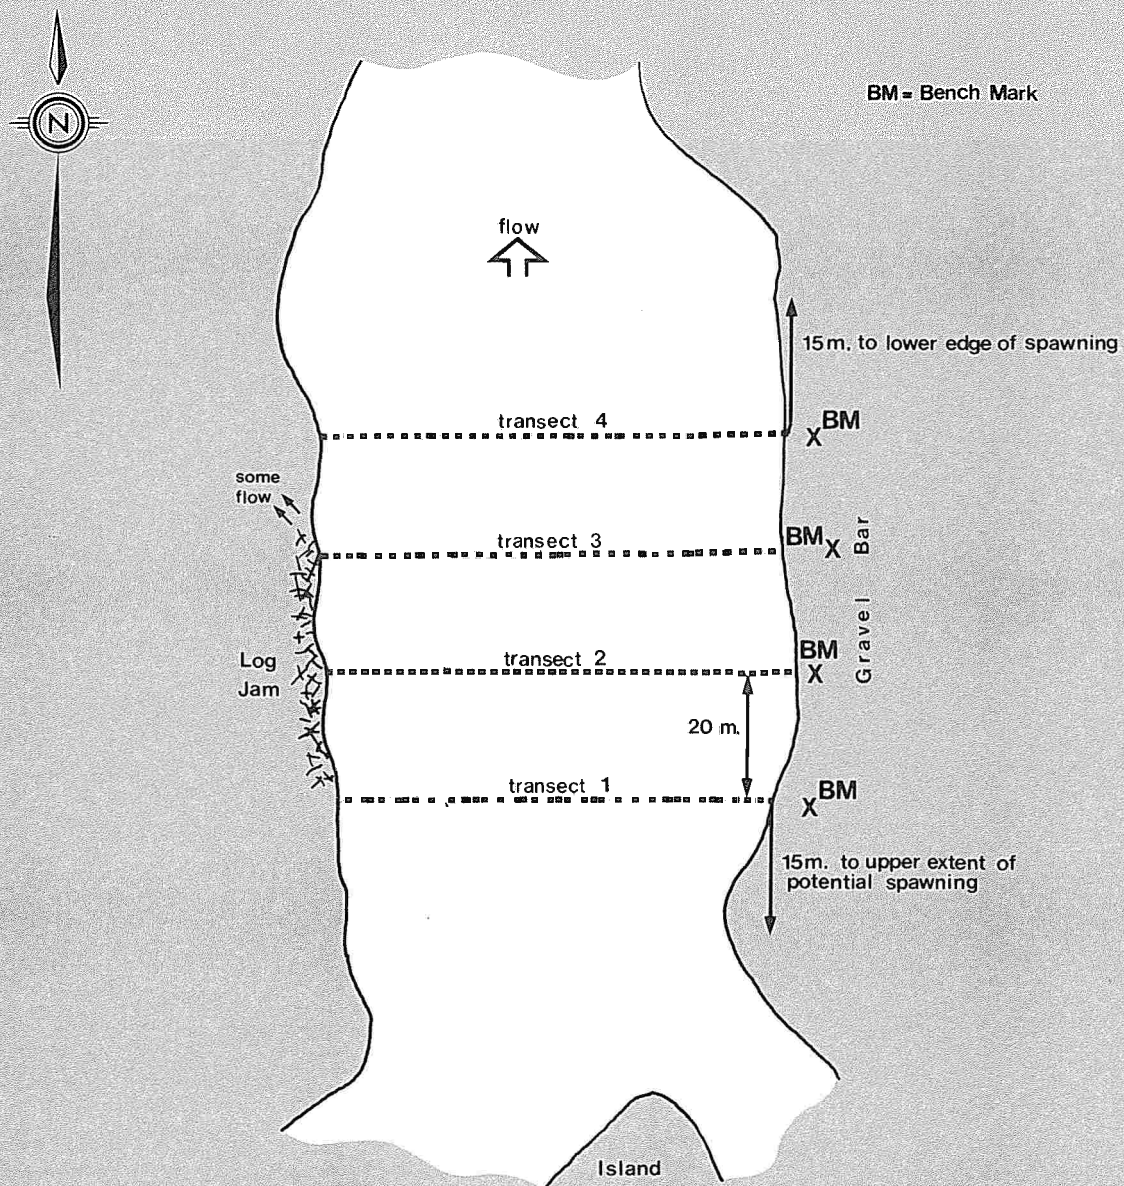 N
BM = Bench Mark
flow
15m. to lower edge of spawning
transect 4
BM
X
some
flow
transect 3
BM
X
Gravel Bar
Log
Jam
transect 2
BM
X
20 m.
transect 1
BM
X
15m. to upper extent of
potential spawning
Island